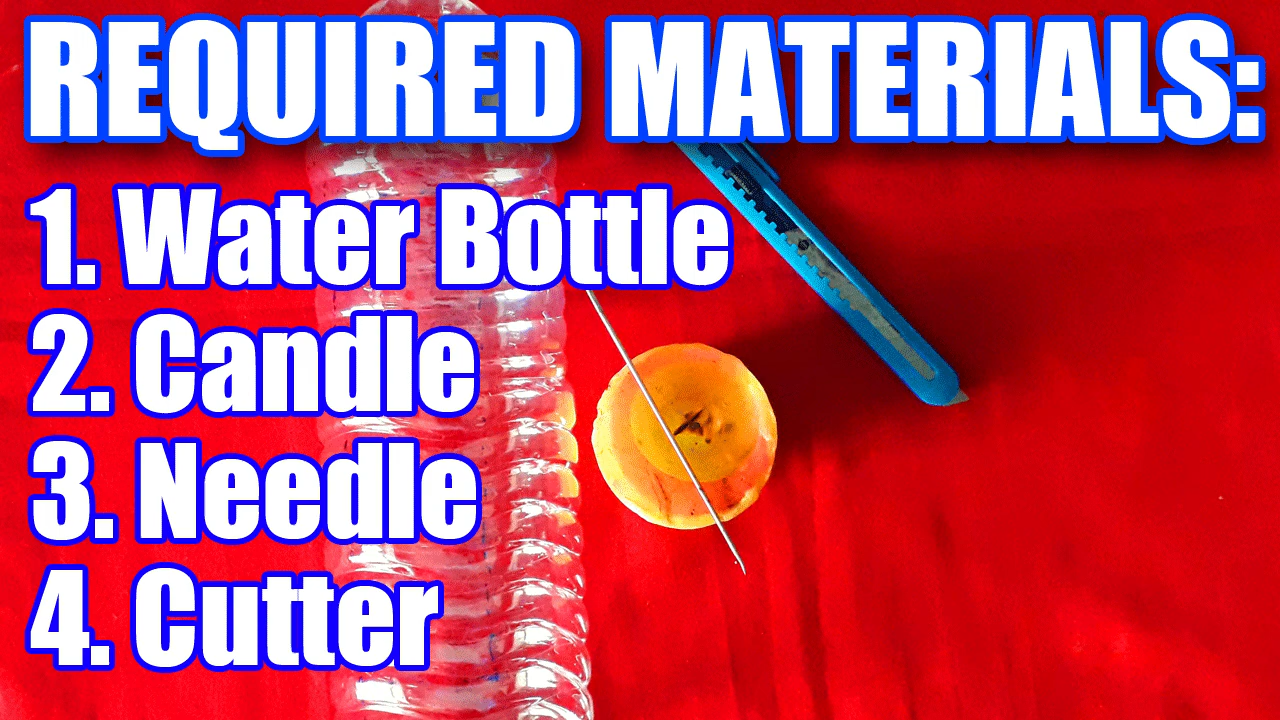 REQUIRED MATERIALS:
1. Water Bottle
2. Candle
3. Needle
4. Cutter